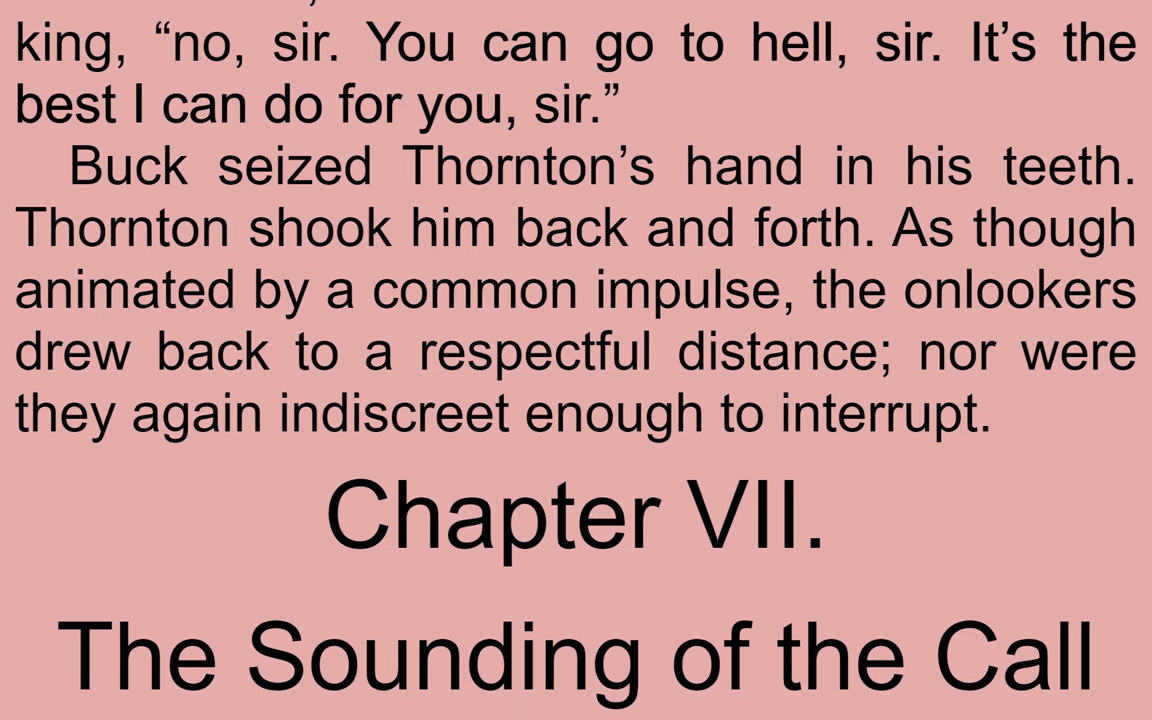 king, “no, sir. You can go to hell, sir. It’s the
best I can do for you, sir.”
Buck seized Thornton’s hand in his teeth.
Thornton shook him back and forth. As though
animated by a common impulse, the onlookers
drew back to a respectful distance; nor were
they again indiscreet enough to interrupt.
Chapter VII.
The Sounding of the Call